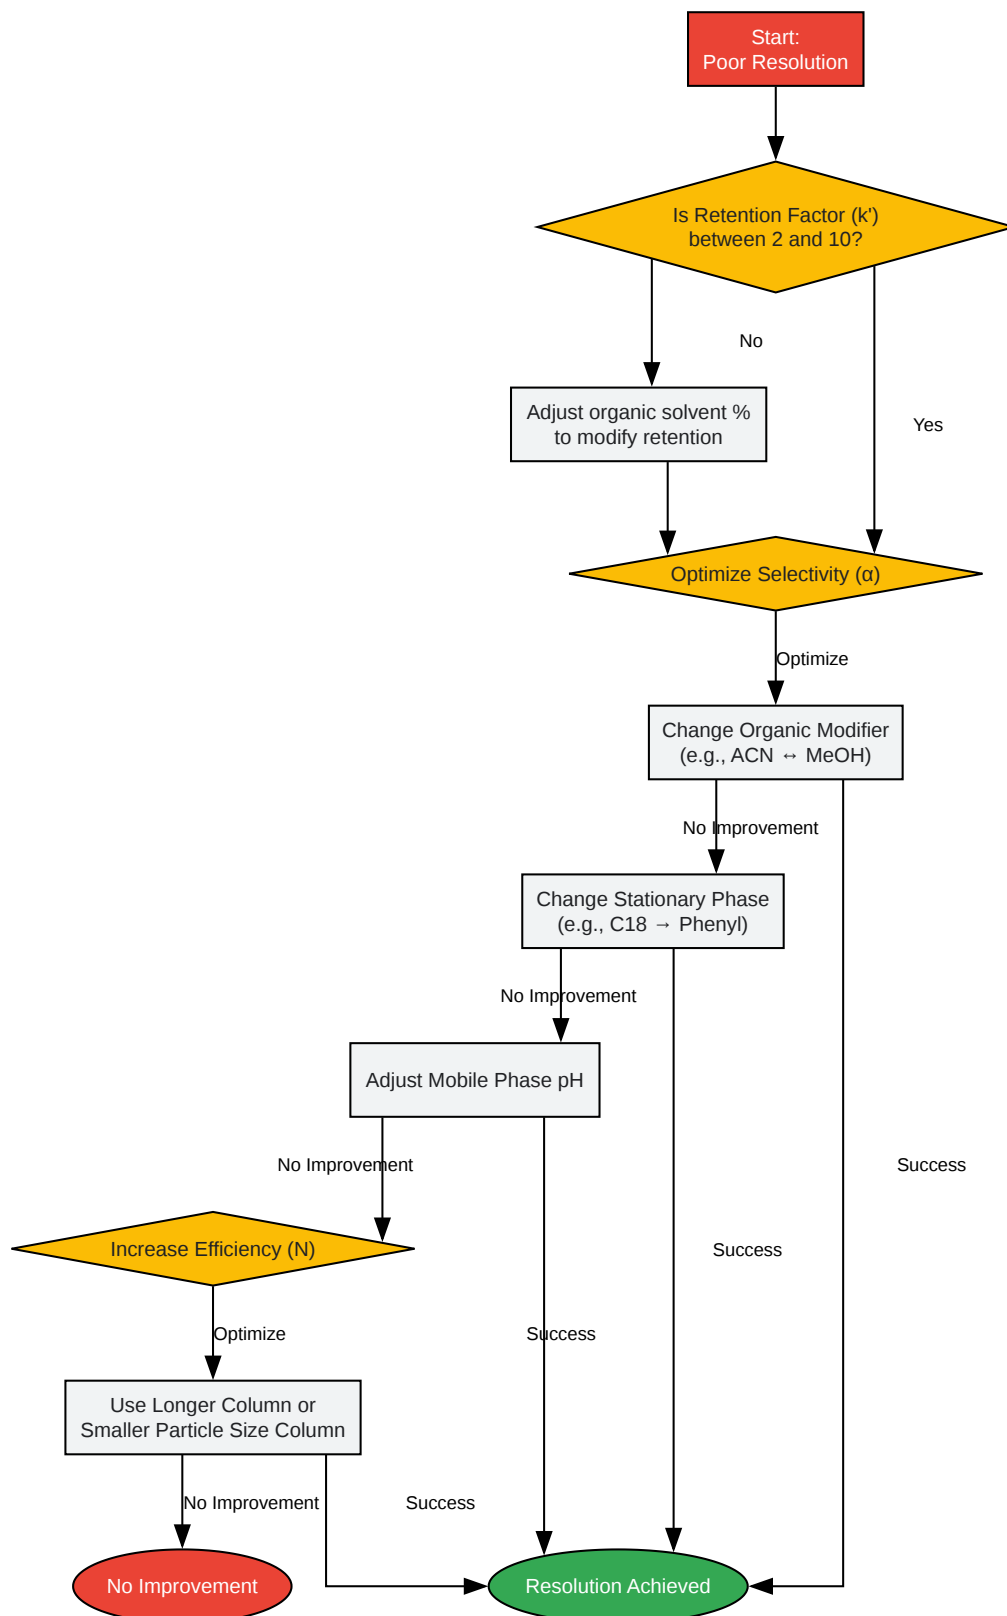 Start:
Poor Resolution
Is Retention Factor (k')
between 2 and 10?
No
Adjust organic solvent %
to modify retention
Yes
Optimize Selectivity (α)
Optimize
Change Organic Modifier
(e.g., ACN ↔ MeOH)
No Improvement
Change Stationary Phase
(e.g., C18 → Phenyl)
No Improvement
Adjust Mobile Phase pH
No Improvement
Success
Increase Efficiency (N)
Success
Optimize
Success
Use Longer Column or
Smaller Particle Size Column
No Improvement
Success
No Improvement
Resolution Achieved